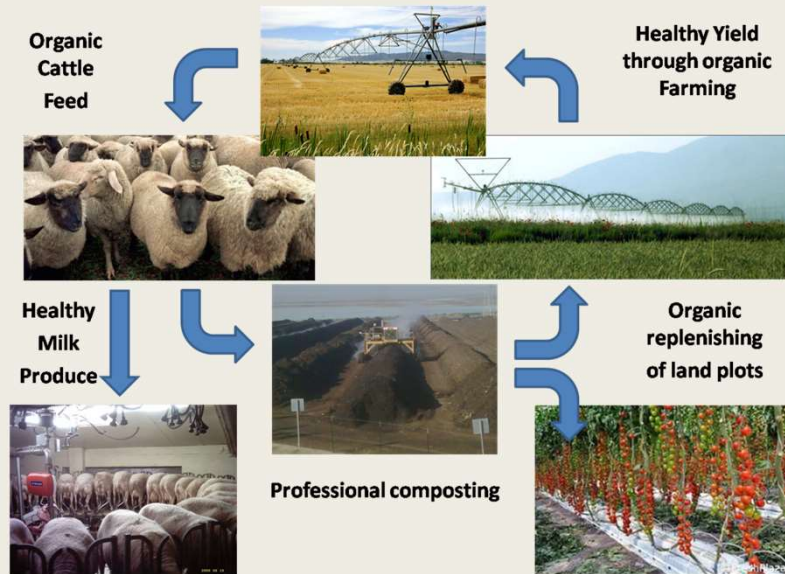 Organic
Cattle
Feed
Healthy Yield
through organic
Farming
Healthy
Milk
Produce
Organic
replenishing
of land plots
Professional composting